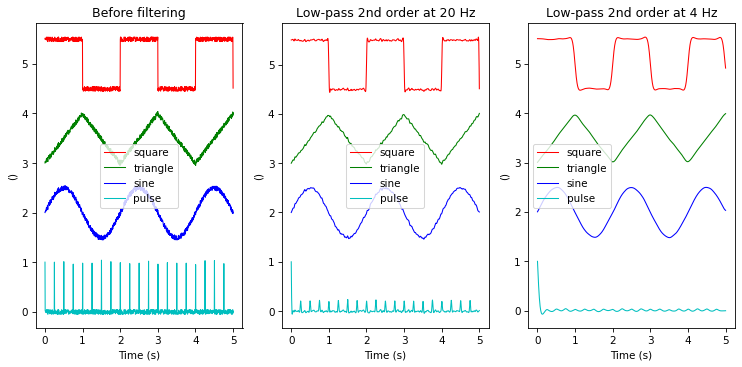 Before filtering
Low-pass 2nd order at 20 Hz
Low-pass 2nd order at 4 Hz
5
4
3
2
1
0
()
square
triangle
sine
pulse
0 1 2 3 4 5
Time (s)
5
4
3
2
1
0
()
square
triangle
sine
pulse
0 1 2 3 4 5
Time (s)
5
4
3
2
1
0
()
square
triangle
sine
pulse
0 1 2 3 4 5
Time (s)